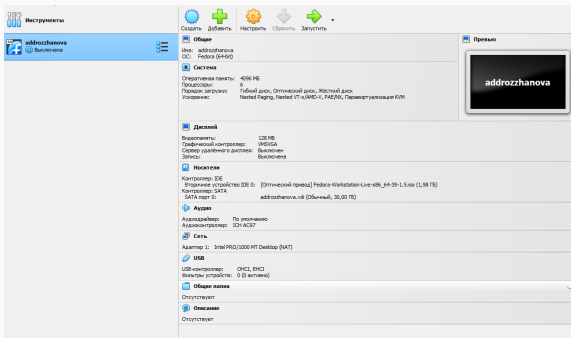 Инструменты
addrozzhanova
Выключена
Создать Добавить Настроить Сбросить Запустить
Общие
Имя: addrozzhanova
ОС: Fedora (64-bit)
Система
Оперативная память: 4096 МБ
Процессоры: 6
Порядок загрузки: Гибкий диск, Оптический диск, Жёсткий диск
Ускорение: Nested Paging, Nested VT-x/AMD-V, PAE/NX, Паравиртуализация KVM
Превью
addrozzhanova
Дисплей
Видеопамять: 128 МБ
Графический контроллер: VMSVGA
Сервер удалённого дисплея: Выключен
Запись: Выключена
Носители
Контроллер: IDE
Вторичное устройство IDE 0: [Оптический привод] Fedora-Workstation-Live-x86_64-39-1.5.iso (1,98 ГБ)
Контроллер: SATA
SATA порт 0: addrozzhanova.vdi (Обычный, 30,00 ГБ)
Аудио
Аудиодрайвер: По умолчанию
Аудиоконтроллер: ICH AC97
Сеть
Адаптер 1: Intel PRO/1000 MT Desktop (NAT)
USB
USB-контроллер: OHCI, EHCI
Фильтры устройств: 0 (0 активно)
Общие папки
Отсутствуют
Описание
Отсутствует